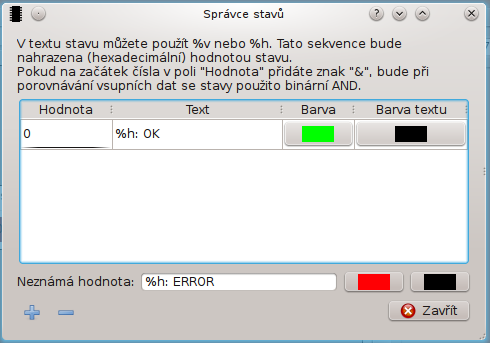 Správce stavů
V textu stavu můžete použít %v nebo %h. Tato sekvence bude
nahrazena (hexadecimální) hodnotou stavu.
Pokud na začátek čísla v poli "Hodnota" přidáte znak "&", bude při
porovnávání vsupních dat se stavy použito binární AND.
Hodnota Text Barva Barva textu
0 %h: OK
Neznámá hodnota: %h: ERROR
Zavřít